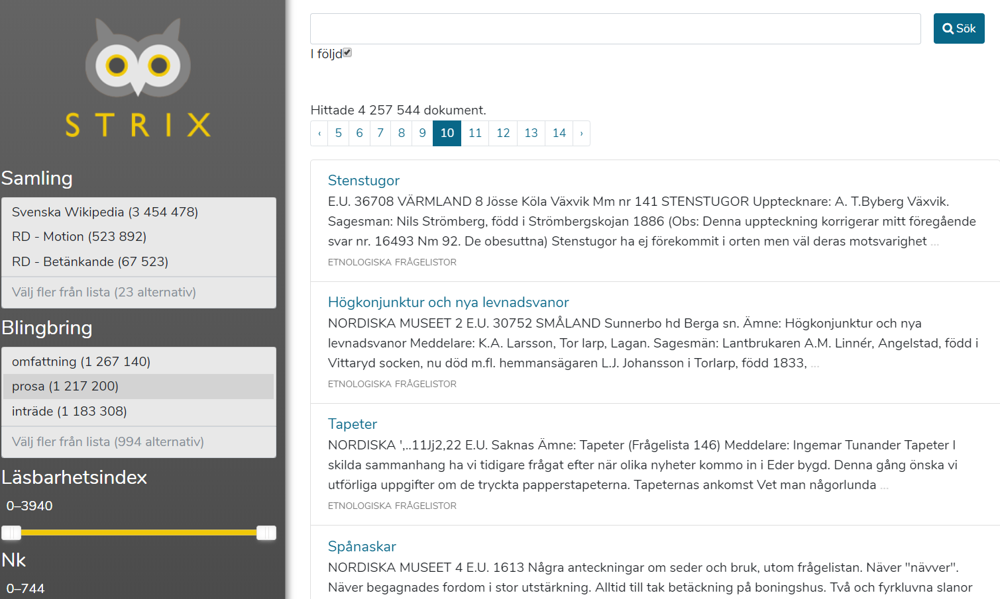 STRIX
Samling
Svenska Wikipedia (3 454 478)
RD - Motion (523 892)
RD - Betänkande (67 523)
Välj fler från lista (23 alternativ)
Blingbring
omfattning (1 267 140)
prosa (1 217 200)
inträde (1 183 308)
Välj fler från lista (994 alternativ)
Läsbarhetsindex
0–3940
Nk
0–744
Sök
I följd
Hittade 4 257 544 dokument.
‹ 5 6 7 8 9 10 11 12 13 14 ›
Stenstugor
E.U. 36708 VÄRMLAND 8 Jösse Köla Växvik Mm nr 141 STENSTUGOR Upptecknare: A. T.Byberg Växvik.
Sagesman: Nils Strömberg, född i Strömbergskojan 1886 (Obs: Denna uppteckning korrigerar mitt föregående
svar nr. 16493 Nm 92. De obesuttna) Stenstugor ha ej förekommit i orten men väl deras motsvarighet ...
ETNOLOGISKA FRÅGELISTOR
Högkonjunktur och nya levnadsvanor
NORDISKA MUSEET 2 E.U. 30752 SMÅLAND Sunnerbo hd Berga sn. Ämne: Högkonjunktur och nya
levnadsvanor Meddelare: K.A. Larsson, Tor larp, Lagan. Sagesmän: Lantbrukaren A.M. Linnér, Angelstad, född i
Vittaryd socken, nu död m.fl. hemmansägaren L.J. Johansson i Torlarp, född 1833, ...
ETNOLOGISKA FRÅGELISTOR
Tapeter
NORDISKA ',..11Jj2,22 E.U. Saknas Ämne: Tapeter (Frågelista 146) Meddelare: Ingemar Tunander Tapeter I
skilda sammanhang ha vi tidigare frågat efter när olika nyheter kommo in i Eder bygd. Denna gång önska vi
utförliga uppgifter om de tryckta papperstapeterna. Tapeternas ankomst Vet man någorlunda ...
ETNOLOGISKA FRÅGELISTOR
Spånaskar
NORDISKA MUSEET 4 E.U. 1613 Några anteckningar om seder och bruk, utom frågelistan. Näver "nävver".
Näver begagnades fordom i stor utstärkning. Alltid till tak betäckning på boningshus. Två och fyrkluvna slanor